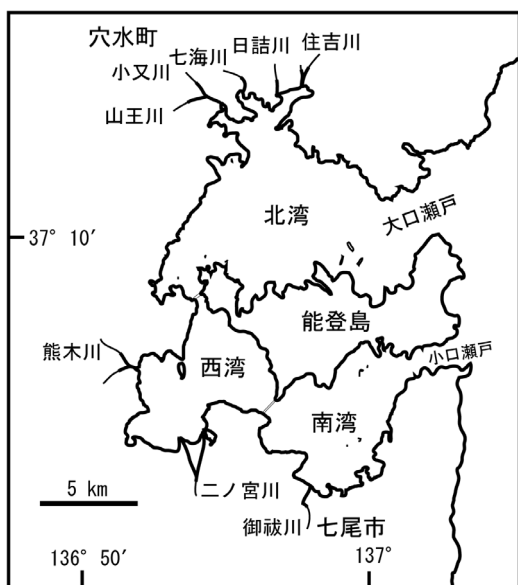 穴水町
日詰川
住吉川
七海川
小又川
山王川
北湾
大口瀬戸
37° 10′
能登島
小口瀬戸
熊木川
西湾
南湾
5 km
二ノ宮川
御祓川
七尾市
136° 50′
137°